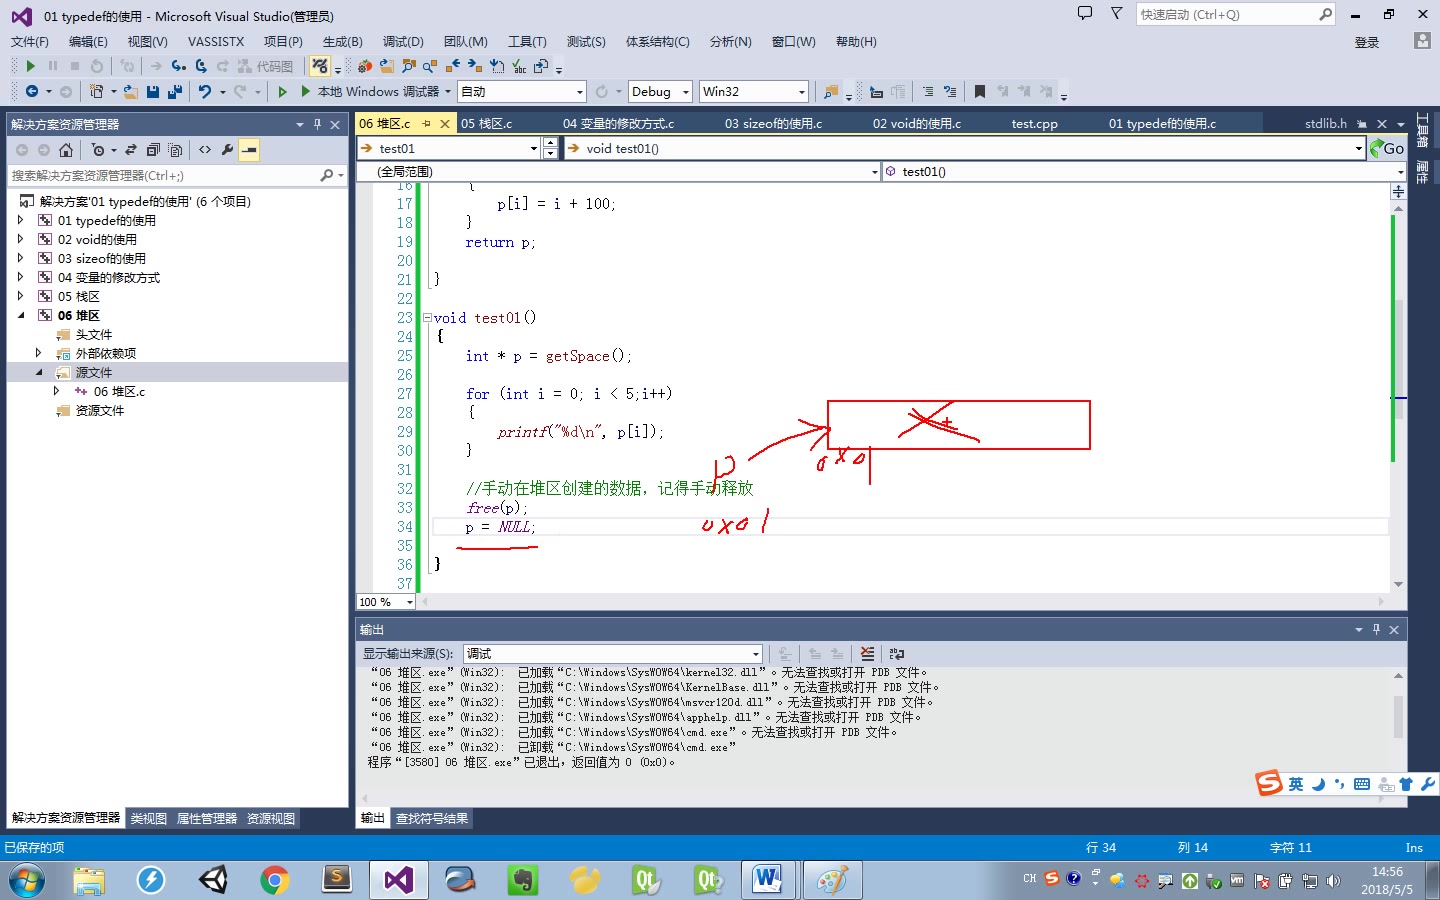 01 typedef的使用 - Microsoft Visual Studio(管理员)
快速启动 (Ctrl+Q)
文件(F) 编辑(E) 视图(V) VASSISTX 项目(P) 生成(B) 调试(D) 团队(M) 工具(T) 测试(S) 体系结构(C) 分析(N) 窗口(W) 帮助(H)
登录
代码图
本地 Windows 调试器 自动 Debug Win32
解决方案资源管理器
搜索解决方案资源管理器(Ctrl+;)
解决方案'01 typedef的使用' (6 个项目)
01 typedef的使用
02 void的使用
03 sizeof的使用
04 变量的修改方式
05 栈区
06 堆区
头文件
外部依赖项
源文件
06 堆区.c
资源文件
解决方案资源管理器 类视图 属性管理器 资源视图
06 堆区.c 05 栈区.c 04 变量的修改方式.c 03 sizeof的使用.c 02 void的使用.c test.cpp 01 typedef的使用.c stdlib.h
test01 void test01() Go
(全局范围) test01()
工具箱
属性
16 {
17 p[i] = i + 100;
18 }
19 return p;
20
21 }
22
23 void test01()
24 {
25 int * p = getSpace();
26
27 for (int i = 0; i < 5;i++)
28 {
29 printf("%d\n", p[i]);
30 }
31
32 //手动在堆区创建的数据，记得手动释放
33 free(p);
34 p = NULL;
35
36 }
37
p
0x01
0x01
100 %
输出
显示输出来源(S): 调试
“06 堆区.exe”(Win32): 已加载“C:\Windows\SysWOW64\kernel32.dll”。无法查找或打开 PDB 文件。
“06 堆区.exe”(Win32): 已加载“C:\Windows\SysWOW64\KernelBase.dll”。无法查找或打开 PDB 文件。
“06 堆区.exe”(Win32): 已加载“C:\Windows\SysWOW64\msvcr120d.dll”。无法查找或打开 PDB 文件。
“06 堆区.exe”(Win32): 已加载“C:\Windows\SysWOW64\apphelp.dll”。无法查找或打开 PDB 文件。
“06 堆区.exe”(Win32): 已加载“C:\Windows\SysWOW64\cmd.exe”。无法查找或打开 PDB 文件。
“06 堆区.exe”(Win32): 已卸载“C:\Windows\SysWOW64\cmd.exe”
程序“[3580] 06 堆区.exe”已退出，返回值为 0 (0x0)。
输出 查找符号结果
英
已保存的项 行 34 列 14 字符 11 Ins
CH
14:56
2018/5/5